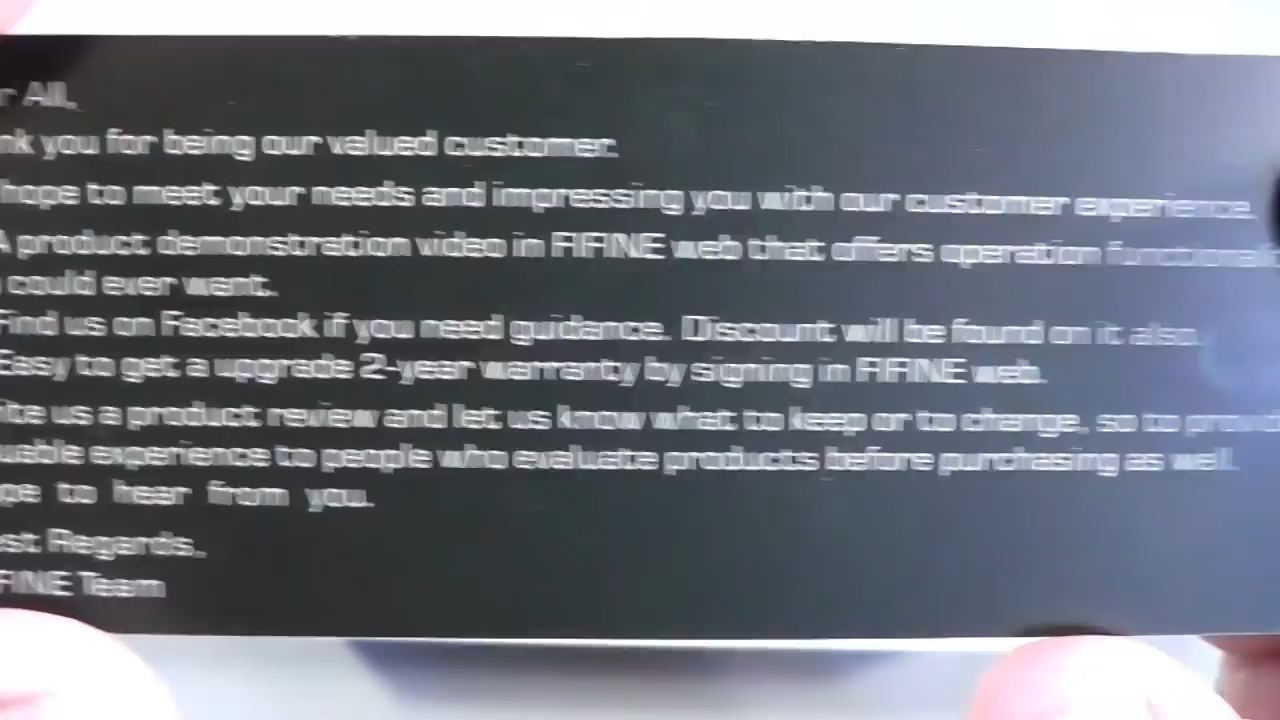 r All,
nk you for being our valued customer.
hope to meet your needs and impressing you with our customer experience.
A product demonstration video in FIFINE web that offers operation functional
could ever want.
Find us on Facebook if you need guidance. Discount will be found on it also.
Easy to get a upgrade 2-year warranty by signing in FIFINE web.
ite us a product review and let us know what to keep or to change, so to provid
uable experience to people who evaluate products before purchasing as well.
pe to hear from you.
st Regards,
FINE Team